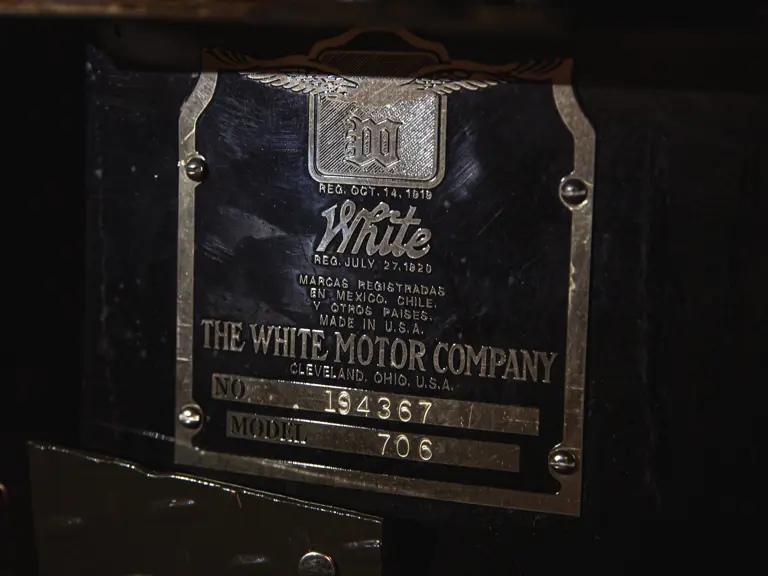 W
REG. OCT. 14, 1919
White
REG. JULY 27, 1920
MARCAS REGISTRADAS
EN MEXICO, CHILE,
Y OTROS PAISES.
MADE IN U.S.A.
THE WHITE MOTOR COMPANY
CLEVELAND, OHIO, U.S.A.
NO 194367
MODEL 706